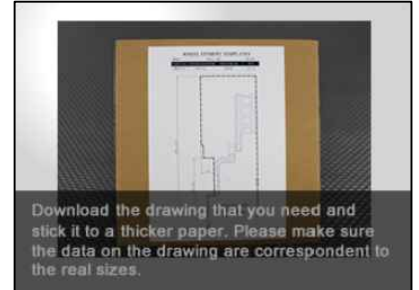 Download the drawing that you need and
stick it to a thicker paper. Please make sure
the data on the drawing are correspondent to
the real sizes.